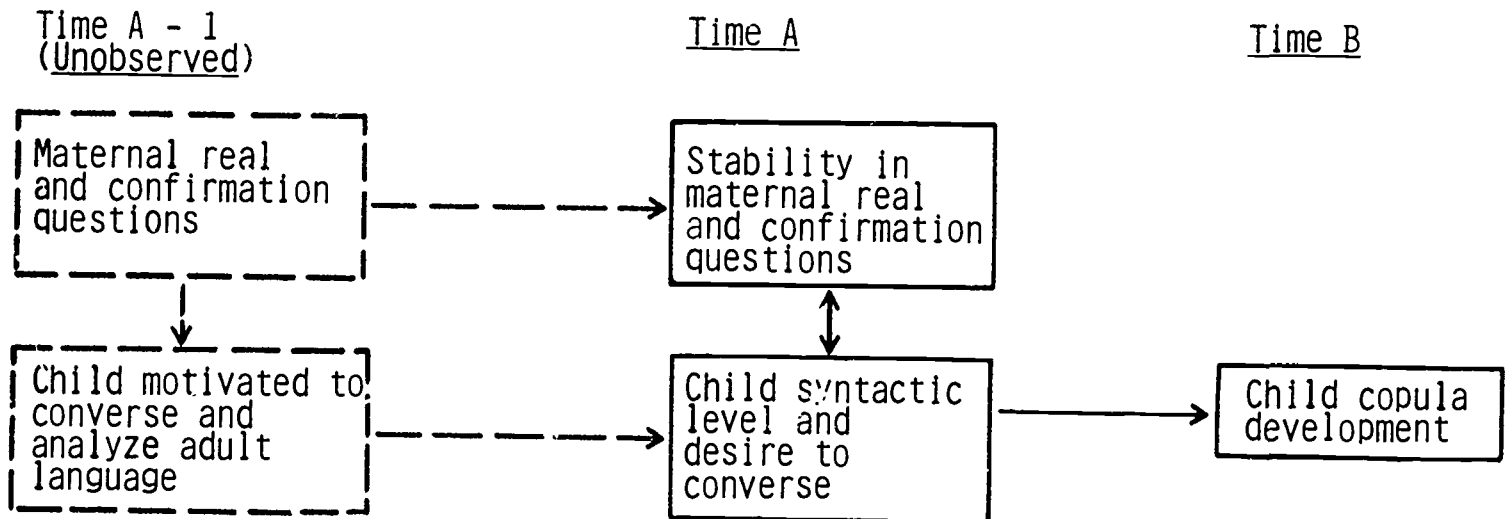 Time A - 1
(Unobserved)
Time A
Time B
Maternal real
and confirmation
questions
Stability in
maternal real
and confirmation
questions
Child motivated to
converse and
analyze adult
language
Child syntactic
level and
desire to
converse
Child copula
development